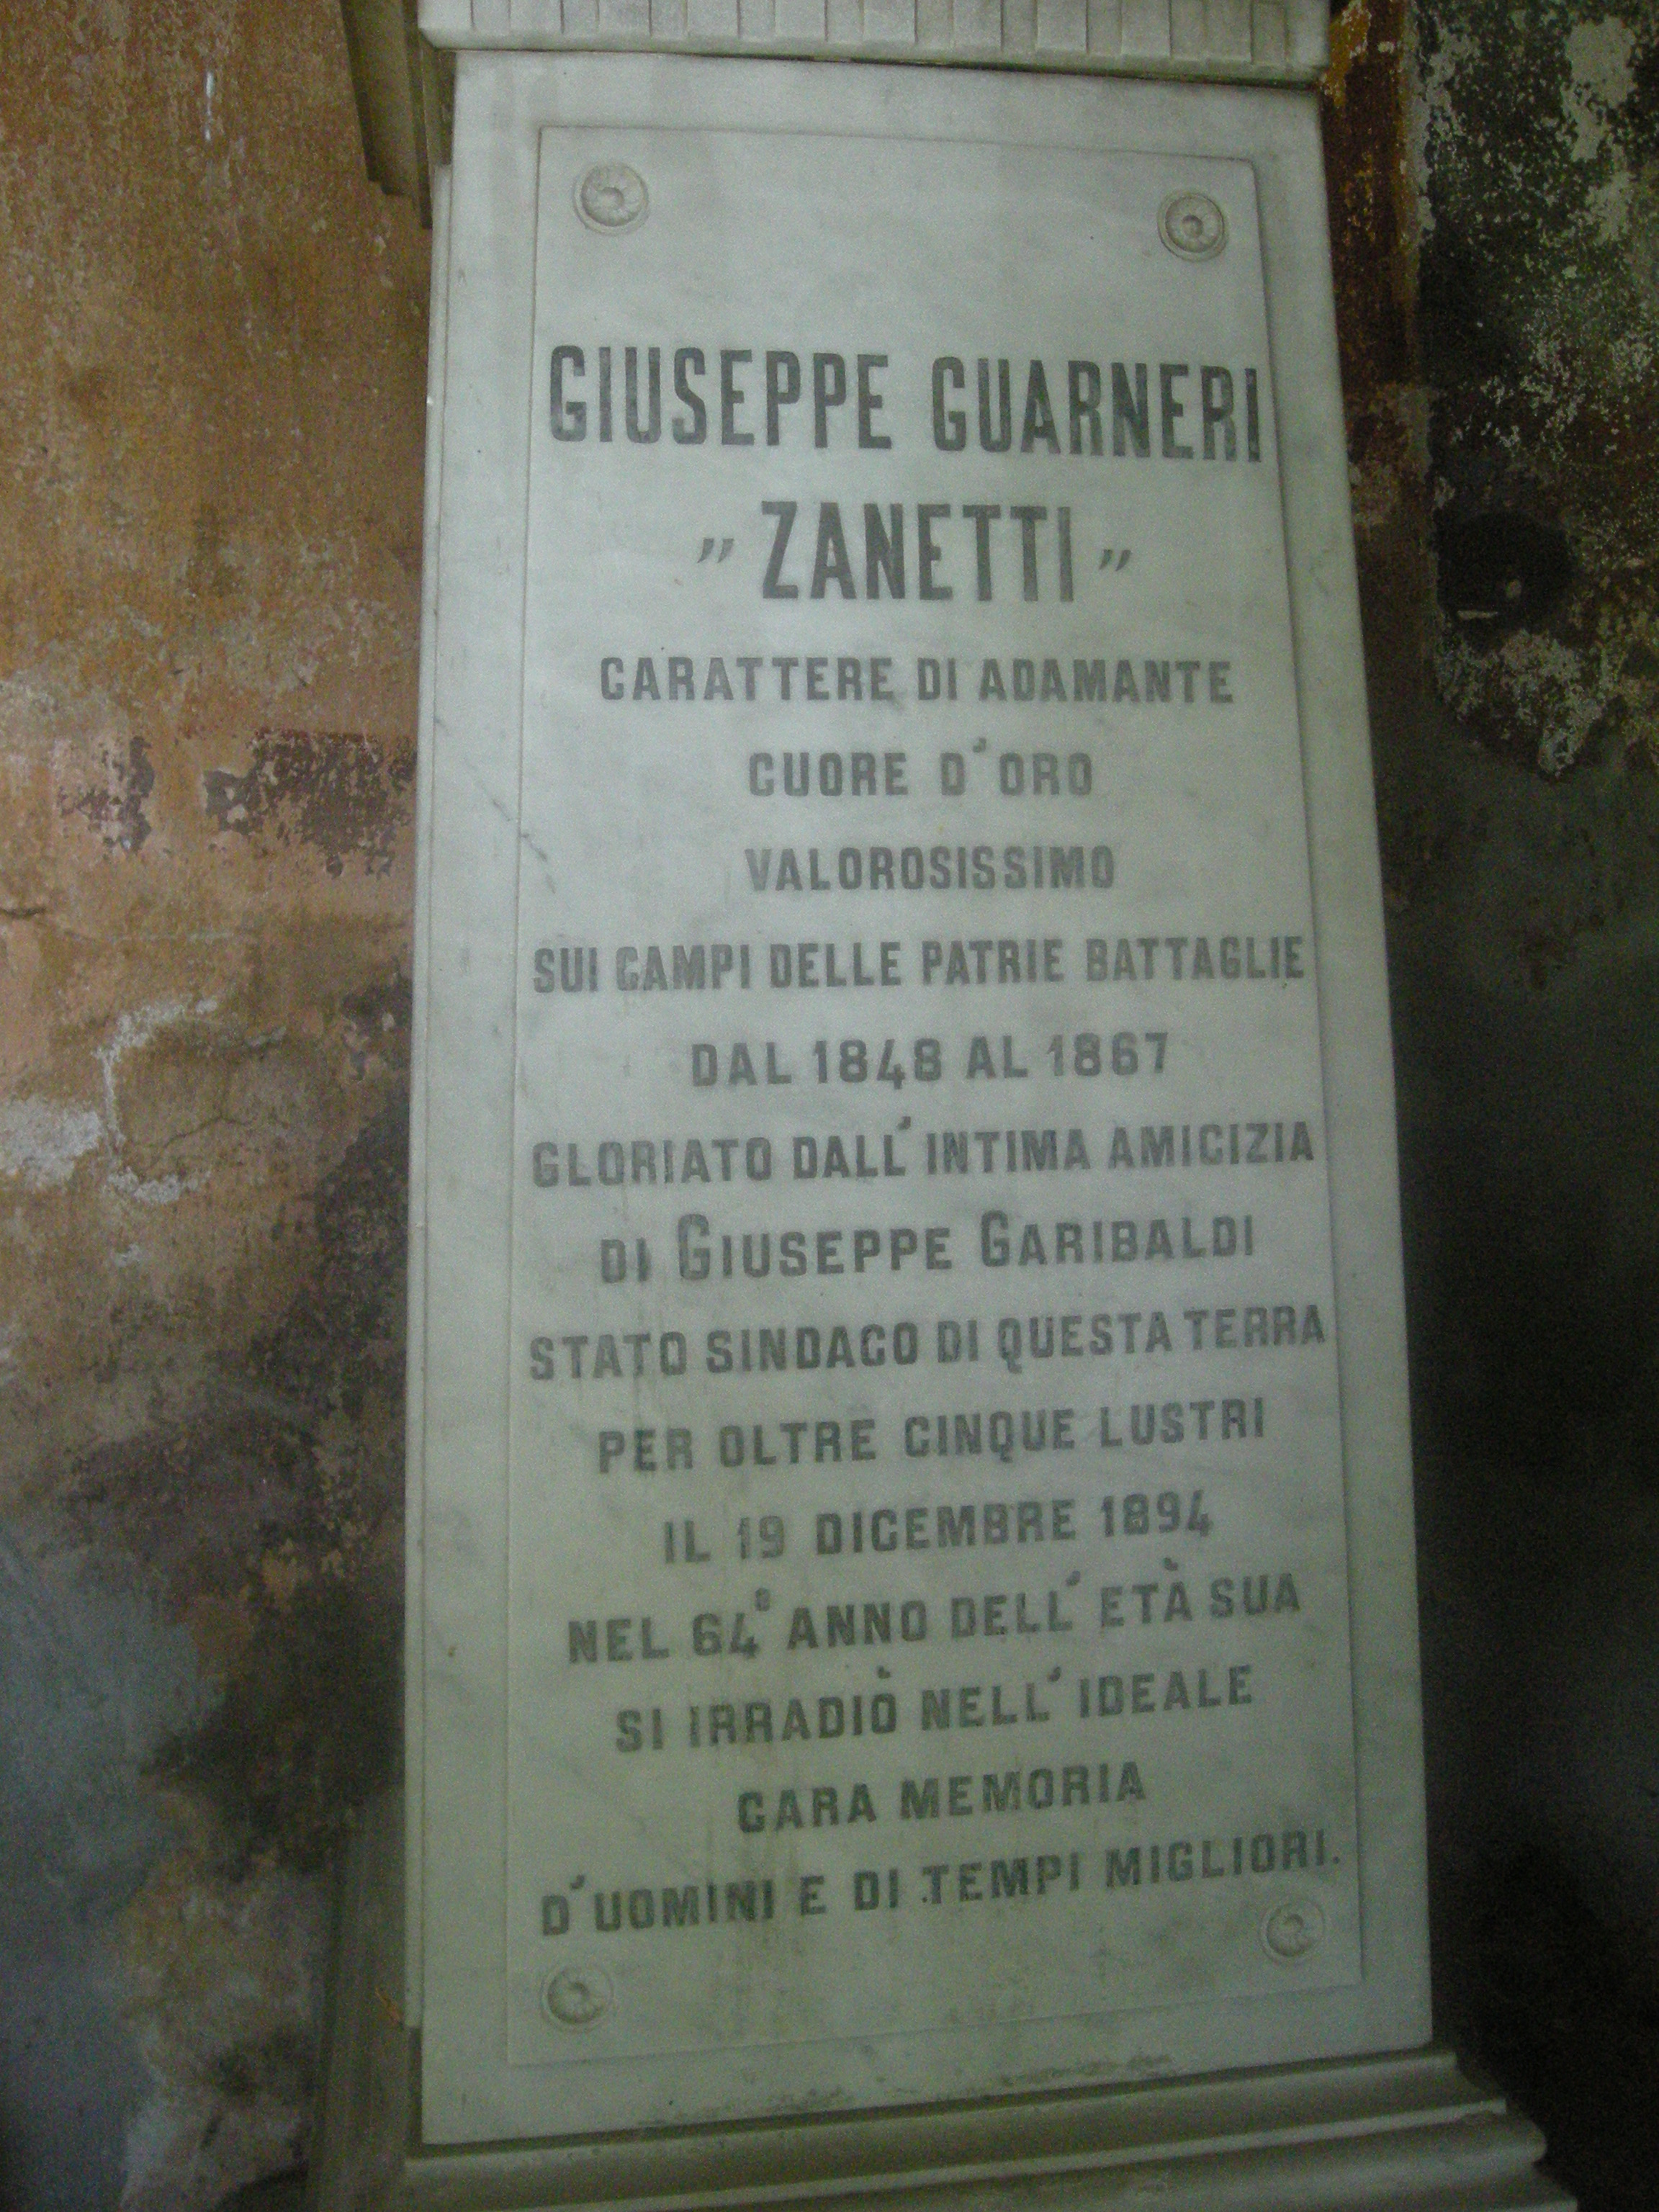 GIUSEPPE GUARNERI
„ ZANETTI „
CARATTERE DI ADAMANTE
CUORE D'ORO
VALOROSISSIMO
SUI CAMPI DELLE PATRIE BATTAGLIE
DAL 1848 AL 1867
GLORIATO DALL'INTIMA AMICIZIA
DI GIUSEPPE GARIBALDI
STATO SINDACO DI QUESTA TERRA
PER OLTRE CINQUE LUSTRI
IL 19 DICEMBRE 1894
NEL 64° ANNO DELL'ETÀ SUA
SI IRRADIÒ NELL'IDEALE
CARA MEMORIA
D'UOMINI E DI TEMPI MIGLIORI.